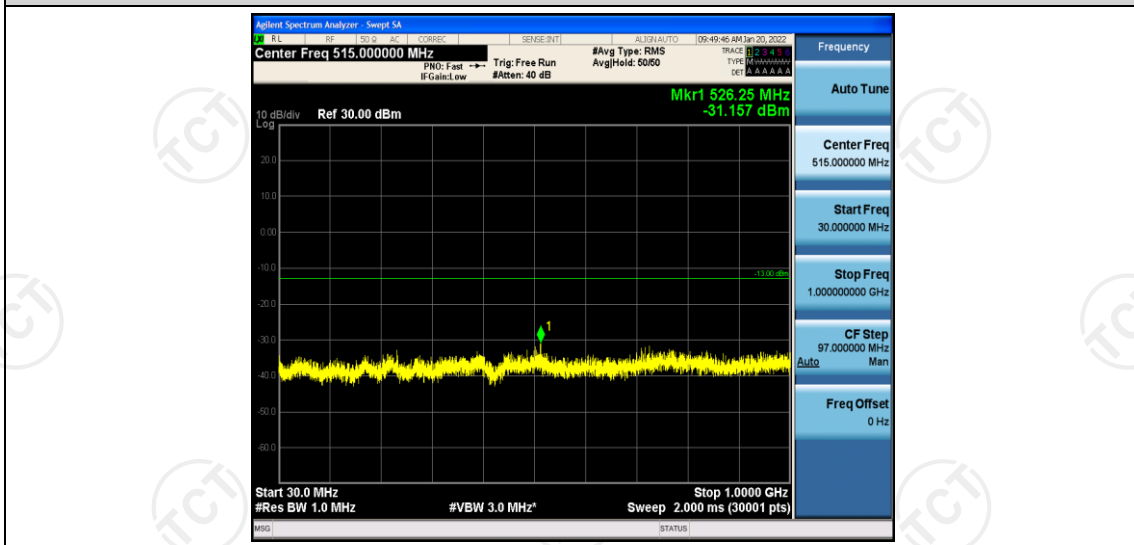 Agilent Spectrum Analyzer - Swept SA
RL RF 50 Ω AC CORREC SENSE:INT ALIGNAUTO 09:49:46 AM Jan 20, 2022
Center Freq 515.000000 MHz
PNO: Fast
IFGain:Low
Trig: Free Run
#Atten: 40 dB
#Avg Type: RMS
Avg|Hold: 50/50
TRACE 1 2 3 4 5 6
TYPE M
DET A A A A A A
Frequency
Mkr1 526.25 MHz
-31.157 dBm
10 dB/div
Log
Ref 30.00 dBm
20.0
10.0
0.00
-10.0
-20.0
-30.0
-40.0
-50.0
-60.0
-13.00 dBm
1
Start 30.0 MHz
Stop 1.0000 GHz
#Res BW 1.0 MHz
#VBW 3.0 MHz*
Sweep 2.000 ms (30001 pts)
MSG
STATUS
Auto Tune
Center Freq
515.000000 MHz
Start Freq
30.000000 MHz
Stop Freq
1.000000000 GHz
CF Step
97.000000 MHz
Auto Man
Freq Offset
0 Hz
TCT
TCT
TCT
TCT
TCT
TCT